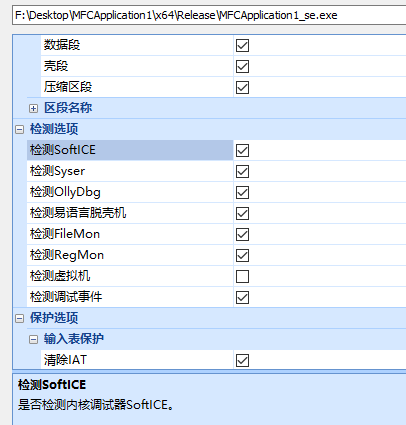 F:\Desktop\MFCApplication1\x64\Release\MFCApplication1_se.exe
数据段
壳段
压缩区段
区段名称
检测选项
检测SoftICE
检测Syser
检测OllyDbg
检测易语言脱壳机
检测FileMon
检测RegMon
检测虚拟机
检测调试事件
保护选项
输入表保护
清除IAT
检测SoftICE
是否检测内核调试器SoftICE。